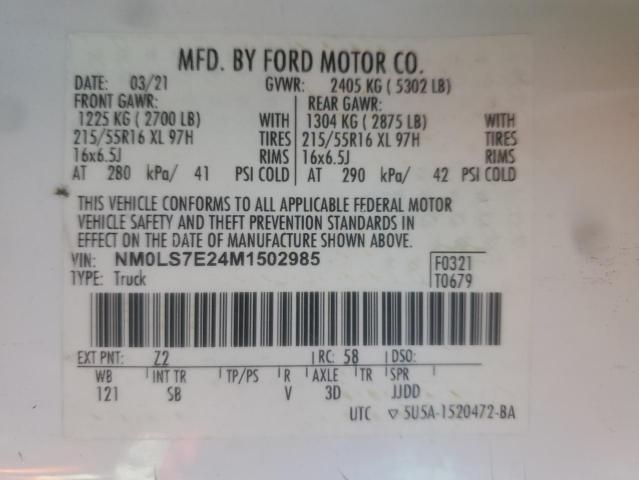 MFD. BY FORD MOTOR CO.
DATE: 03/21 GVWR: 2405 KG ( 5302 LB)
FRONT GAWR: REAR GAWR:
1225 KG ( 2700 LB) WITH 1304 KG ( 2875 LB) WITH
215/55R16 XL 97H TIRES 215/55R16 XL 97H TIRES
16x6.5J RIMS 16x6.5J RIMS
AT 280 kPa/ 41 PSI COLD AT 290 kPa/ 42 PSI COLD
THIS VEHICLE CONFORMS TO ALL APPLICABLE FEDERAL MOTOR
VEHICLE SAFETY AND THEFT PREVENTION STANDARDS IN
EFFECT ON THE DATE OF MANUFACTURE SHOWN ABOVE.
VIN: NM0LS7E24M1502985 F0321
TYPE: Truck T0679
EXT PNT: Z2 RC: 58 DSO:
WB INT TR TP/PS R AXLE TR SPR
121 SB V 3D JJDD
UTC ▽ 5U5A-1520472-BA